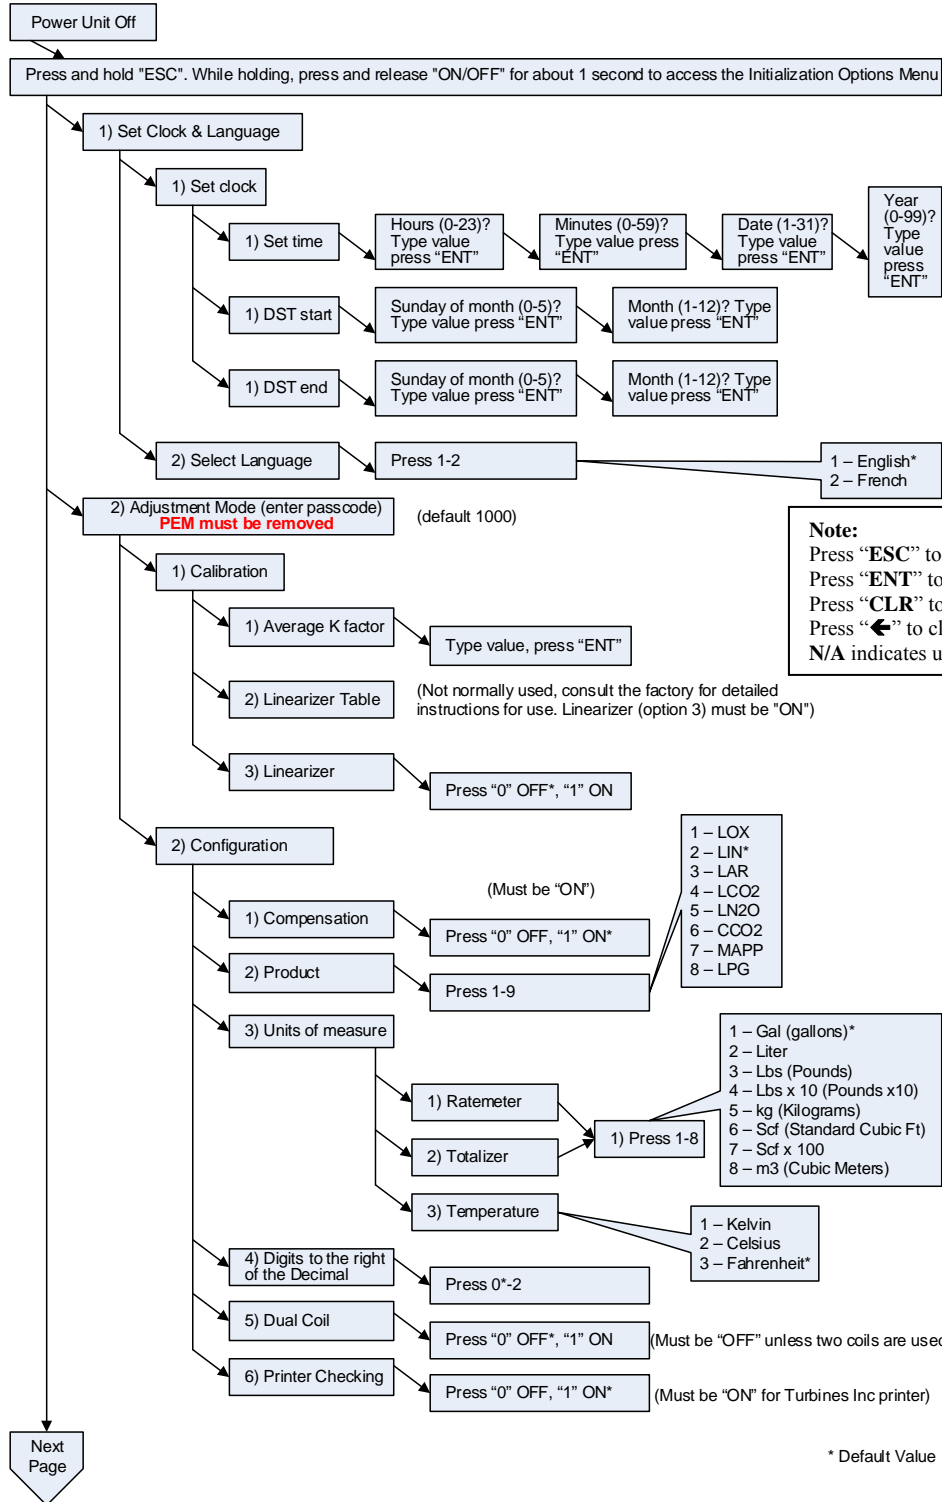 Power Unit Off
Press and hold "ESC". While holding, press and release "ON/OFF" for about 1 second to access the Initialization Options Menu
1) Set Clock & Language
1) Set clock
1) Set time
Hours (0-23)?
Type value
press “ENT”
Minutes (0-59)?
Type value press
“ENT”
Date (1-31)?
Type value
press “ENT”
Year
(0-99)?
Type
value
press
“ENT”
1) DST start
Sunday of month (0-5)?
Type value press “ENT”
Month (1-12)? Type
value press “ENT”
1) DST end
Sunday of month (0-5)?
Type value press “ENT”
Month (1-12)? Type
value press “ENT”
2) Select Language
Press 1-2
1 – English*
2 – French
2) Adjustment Mode (enter passcode)
PEM must be removed
(default 1000)
Note:
Press “ESC” to
Press “ENT” to
Press “CLR” to
Press “🡸” to cl
N/A indicates u
1) Calibration
1) Average K factor
Type value, press “ENT”
2) Linearizer Table
(Not normally used, consult the factory for detailed
instructions for use. Linearizer (option 3) must be "ON")
3) Linearizer
Press “0” OFF*, “1” ON
2) Configuration
1) Compensation
(Must be “ON”)
Press “0” OFF, “1” ON*
2) Product
Press 1-9
1 – LOX
2 – LIN*
3 – LAR
4 – LCO2
5 – LN2O
6 – CCO2
7 – MAPP
8 – LPG
3) Units of measure
1) Ratemeter
2) Totalizer
1) Press 1-8
1 – Gal (gallons)*
2 – Liter
3 – Lbs (Pounds)
4 – Lbs x 10 (Pounds x10)
5 – kg (Kilograms)
6 – Scf (Standard Cubic Ft)
7 – Scf x 100
8 – m3 (Cubic Meters)
3) Temperature
1 – Kelvin
2 – Celsius
3 – Fahrenheit*
4) Digits to the right
of the Decimal
Press 0*-2
5) Dual Coil
Press “0” OFF*, “1” ON
(Must be “OFF” unless two coils are used
6) Printer Checking
Press “0” OFF, “1” ON*
(Must be “ON” for Turbines Inc printer)
Next
Page
* Default Value